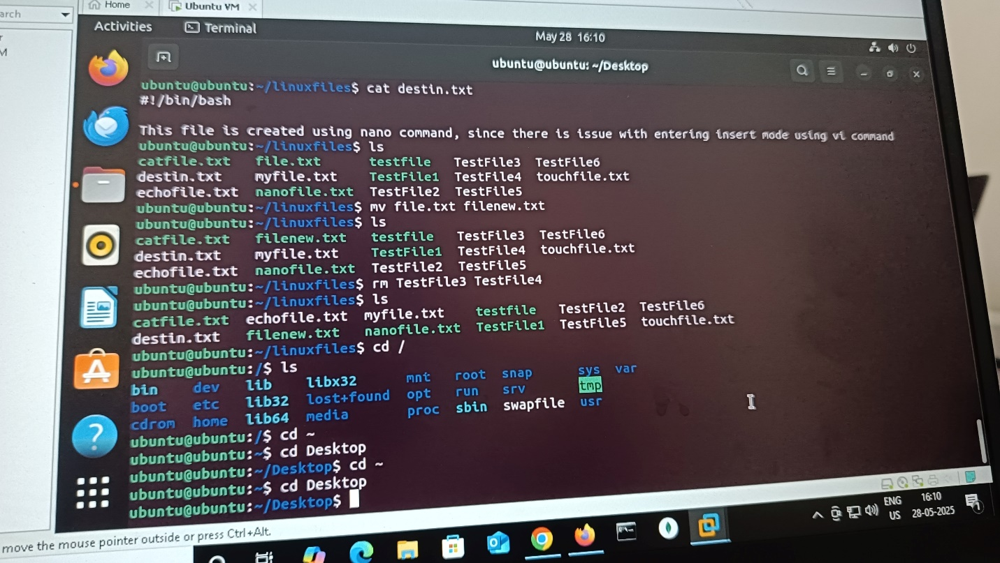 arch
Home
Ubuntu VM
Activities
Terminal
May 28 16:10
ubuntu@ubuntu: ~/Desktop
ubuntu@ubuntu:~/linuxfiles$ cat destin.txt
#!/bin/bash
This file is created using nano command, since there is issue with entering insert mode using vi command
ubuntu@ubuntu:~/linuxfiles$ ls
catfile.txt file.txt testfile TestFile3 TestFile6
destin.txt myfile.txt TestFile1 TestFile4 touchfile.txt
echofile.txt nanofile.txt TestFile2 TestFile5
ubuntu@ubuntu:~/linuxfiles$ mv file.txt filenew.txt
ubuntu@ubuntu:~/linuxfiles$ ls
catfile.txt filenew.txt testfile TestFile3 TestFile6
destin.txt myfile.txt TestFile1 TestFile4 touchfile.txt
echofile.txt nanofile.txt TestFile2 TestFile5
ubuntu@ubuntu:~/linuxfiles$ rm TestFile3 TestFile4
ubuntu@ubuntu:~/linuxfiles$ ls
catfile.txt echofile.txt myfile.txt testfile TestFile2 TestFile6
destin.txt filenew.txt nanofile.txt TestFile1 TestFile5 touchfile.txt
ubuntu@ubuntu:~/linuxfiles$ cd /
ubuntu@ubuntu:/$ ls
bin dev lib libx32 mnt root snap sys var
boot etc lib32 lost+found opt run srv tmp
cdrom home lib64 media proc sbin swapfile usr
ubuntu@ubuntu:/$ cd ~
ubuntu@ubuntu:~$ cd Desktop
ubuntu@ubuntu:~/Desktop$ cd ~
ubuntu@ubuntu:~$ cd Desktop
ubuntu@ubuntu:~/Desktop$
move the mouse pointer outside or press Ctrl+Alt.
ENG
US
16:10
28-05-2025
1